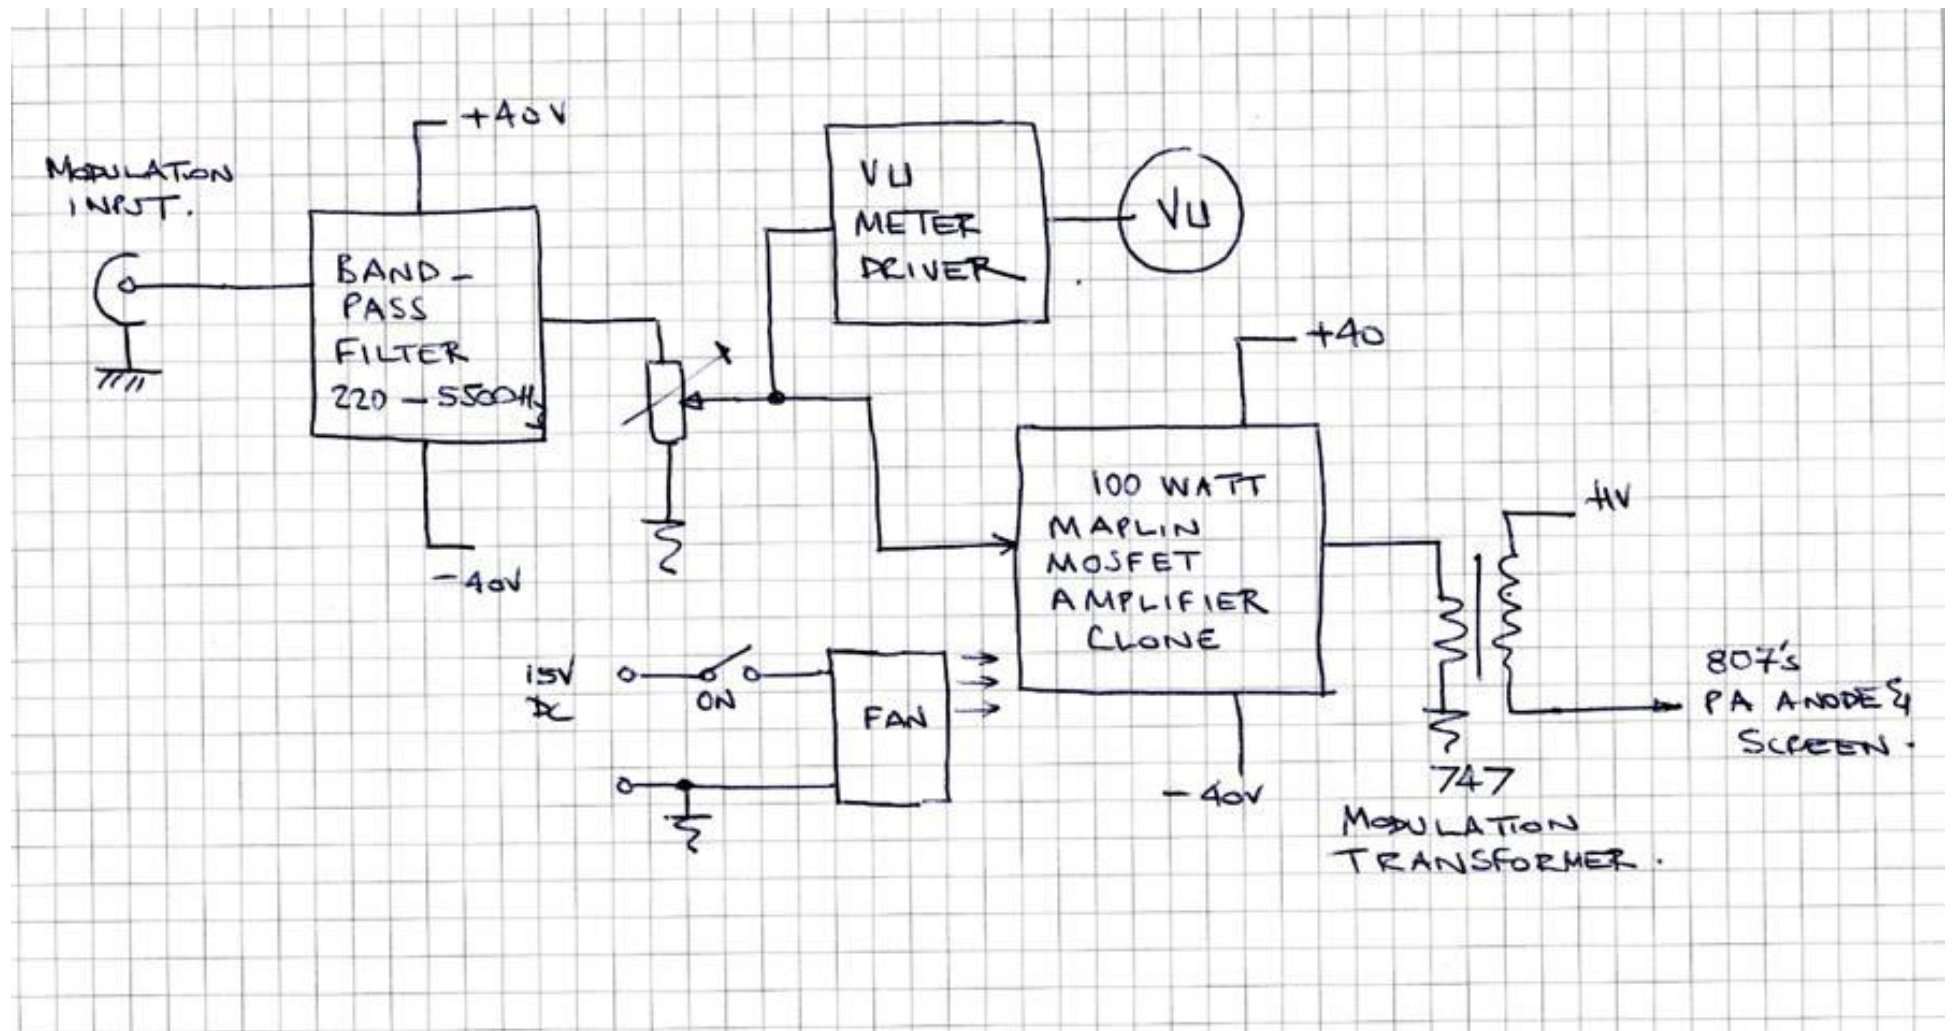 MODULATION
INPUT.
+40V
BAND-
PASS
FILTER
220 - 5500Hz
-40V
VU
METER
DRIVER
VU
+40
100 WATT
MAPLIN
MOSFET
AMPLIFIER
CLONE
-40V
15V
DC
ON
FAN
+HV
807's
PA ANODE &
SCREEN.
747
MODULATION
TRANSFORMER.